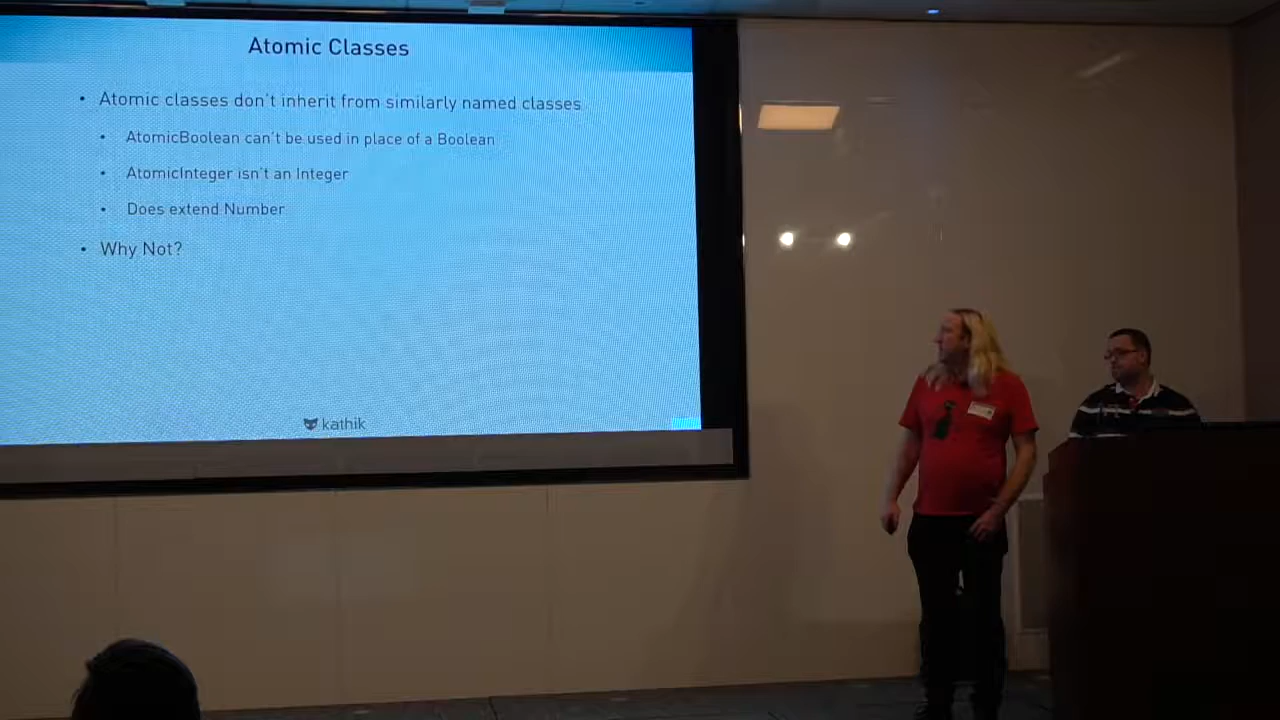 Atomic Classes
• Atomic classes don't inherit from similarly named classes
• AtomicBoolean can't be used in place of a Boolean
• AtomicInteger isn't an Integer
• Does extend Number
• Why Not?
kathik